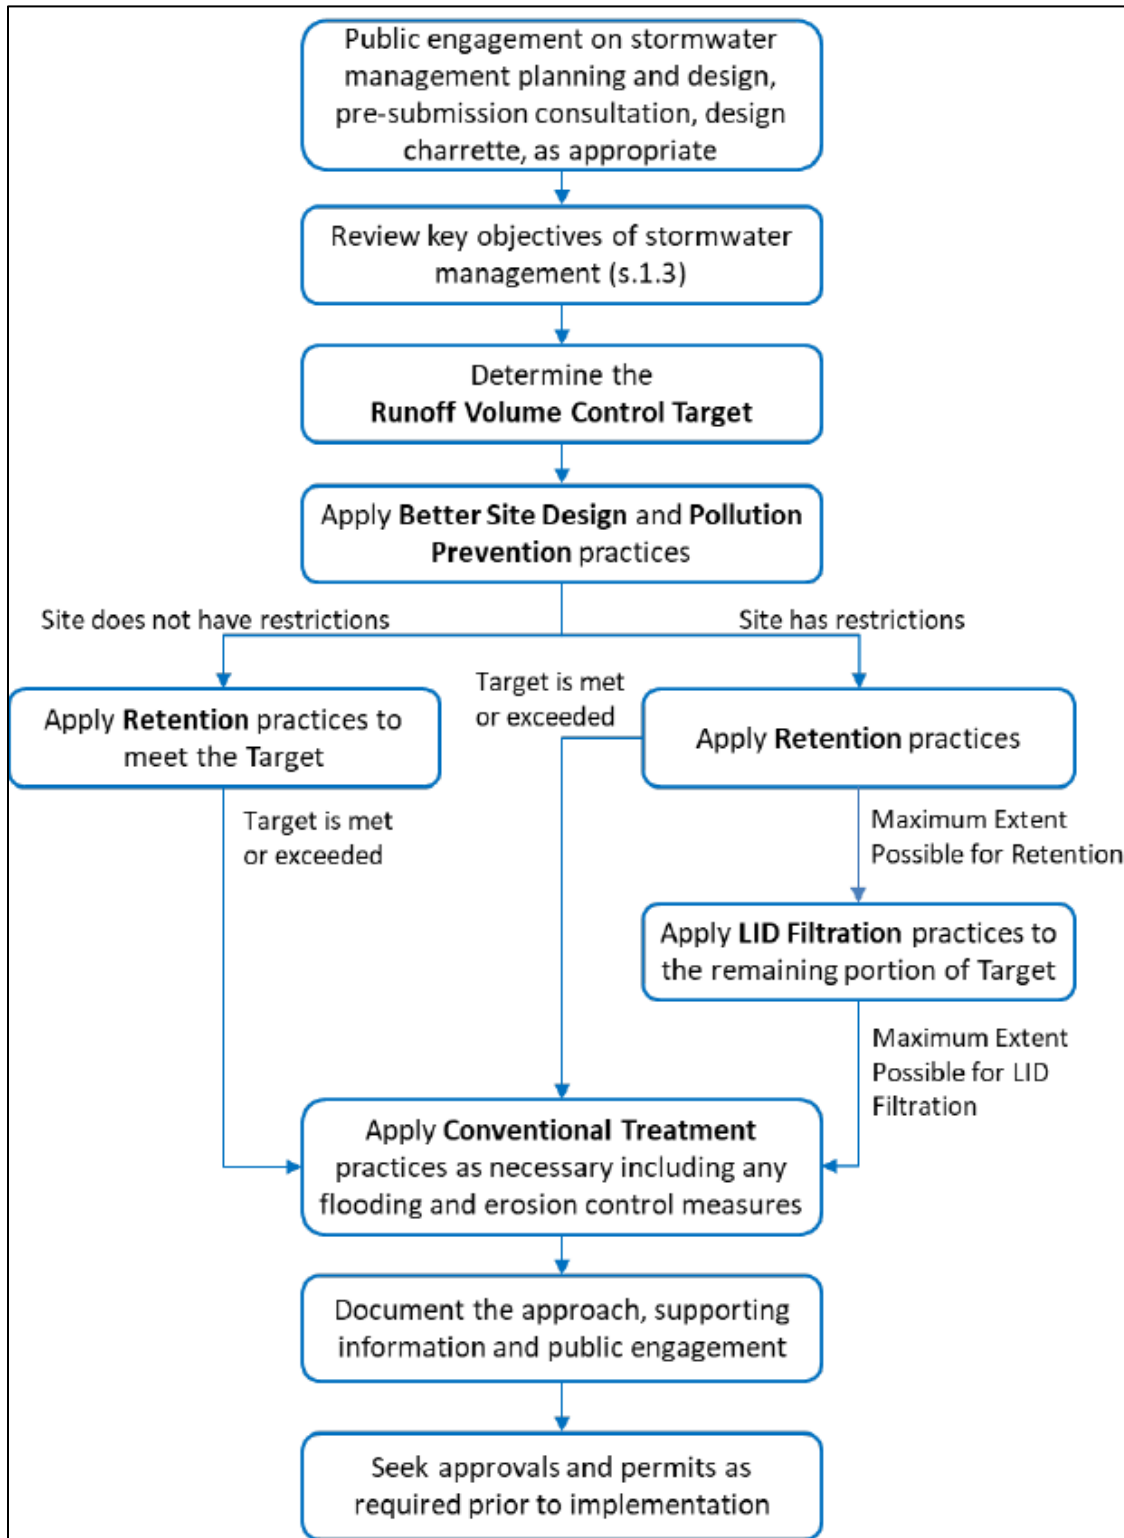 Public engagement on stormwater
management planning and design,
pre-submission consultation, design
charrette, as appropriate
Review key objectives of stormwater
management (s.1.3)
Determine the
Runoff Volume Control Target
Apply Better Site Design and Pollution
Prevention practices
Site does not have restrictions
Site has restrictions
Apply Retention practices to
meet the Target
Target is met
or exceeded
Apply Retention practices
Target is met
or exceeded
Maximum Extent
Possible for Retention
Apply LID Filtration practices to
the remaining portion of Target
Maximum Extent
Possible for LID
Filtration
Apply Conventional Treatment
practices as necessary including any
flooding and erosion control measures
Document the approach, supporting
information and public engagement
Seek approvals and permits as
required prior to implementation